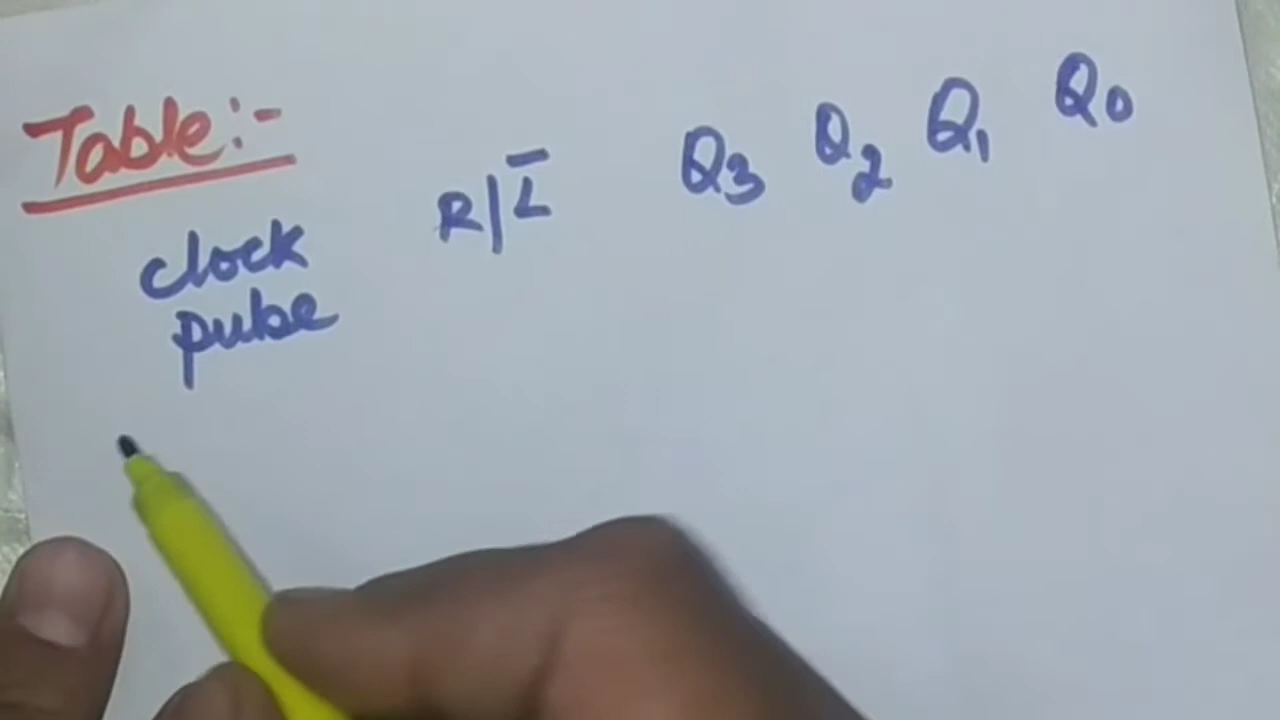 Table:-
clock
pulse
R/L̅
Q3 Q2 Q1 Q0